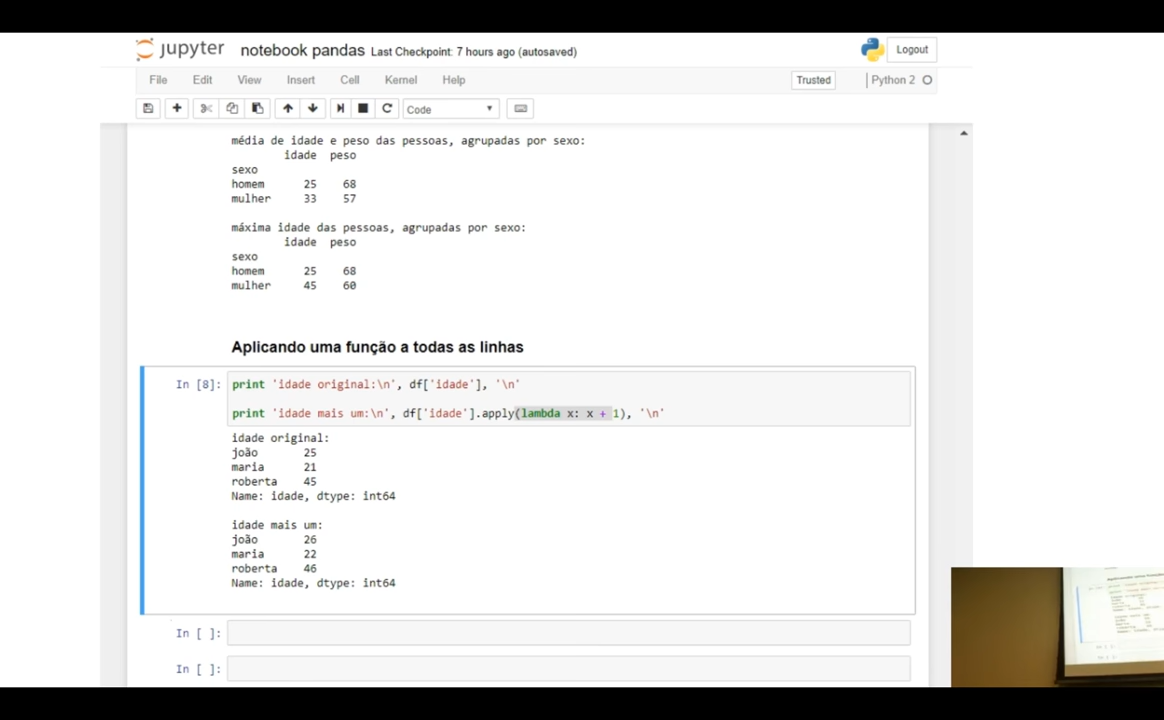 jupyter notebook pandas Last Checkpoint: 7 hours ago (autosaved) Logout
File Edit View Insert Cell Kernel Help Trusted Python 2
Code
média de idade e peso das pessoas, agrupadas por sexo:
idade peso
sexo
homem 25 68
mulher 33 57
máxima idade das pessoas, agrupadas por sexo:
idade peso
sexo
homem 25 68
mulher 45 60
Aplicando uma função a todas as linhas
In [8]: print 'idade original:\n', df['idade'], '\n'
print 'idade mais um:\n', df['idade'].apply(lambda x: x + 1), '\n'
idade original:
joão 25
maria 21
roberta 45
Name: idade, dtype: int64
idade mais um:
joão 26
maria 22
roberta 46
Name: idade, dtype: int64
In [ ]:
In [ ]: